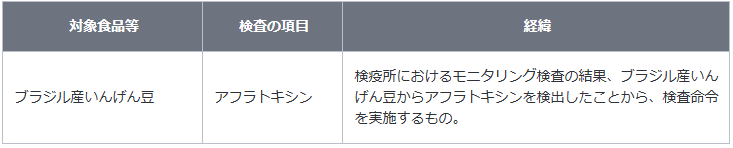 対象食品等
検査の項目
経緯
ブラジル産いんげん豆
アフラトキシン
検疫所におけるモニタリング検査の結果、ブラジル産いん
げん豆からアフラトキシンを検出したことから、検査命令
を実施するもの。